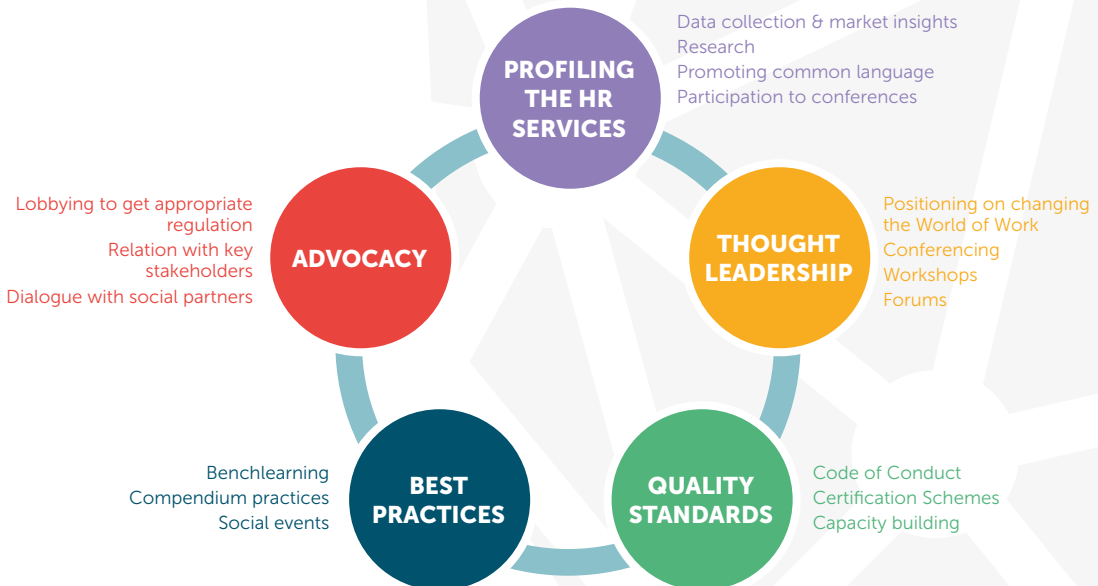 PROFILING
THE HR
SERVICES
Data collection & market insights
Research
Promoting common language
Participation to conferences
ADVOCACY
Lobbying to get appropriate
regulation
Relation with key
stakeholders
Dialogue with social partners
THOUGHT
LEADERSHIP
Positioning on changing
the World of Work
Conferencing
Workshops
Forums
BEST
PRACTICES
Benchlearning
Compendium practices
Social events
QUALITY
STANDARDS
Code of Conduct
Certification Schemes
Capacity building